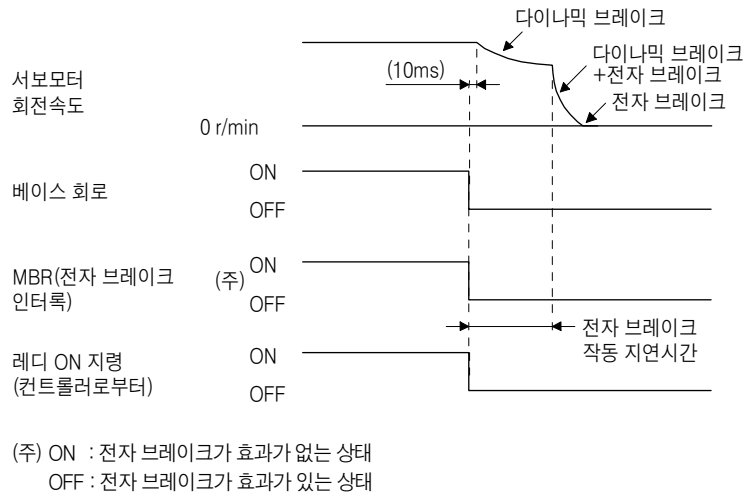 다이나믹 브레이크
(10ms)
다이나믹 브레이크
+전자 브레이크
전자 브레이크
서보모터
회전속도
0 r/min
베이스 회로
ON
OFF
MBR(전자 브레이크
인터록)
(주)
ON
OFF
전자 브레이크
작동 지연시간
레디 ON 지령
(컨트롤러로부터)
ON
OFF
(주) ON : 전자 브레이크가 효과가 없는 상태
OFF : 전자 브레이크가 효과가 있는 상태